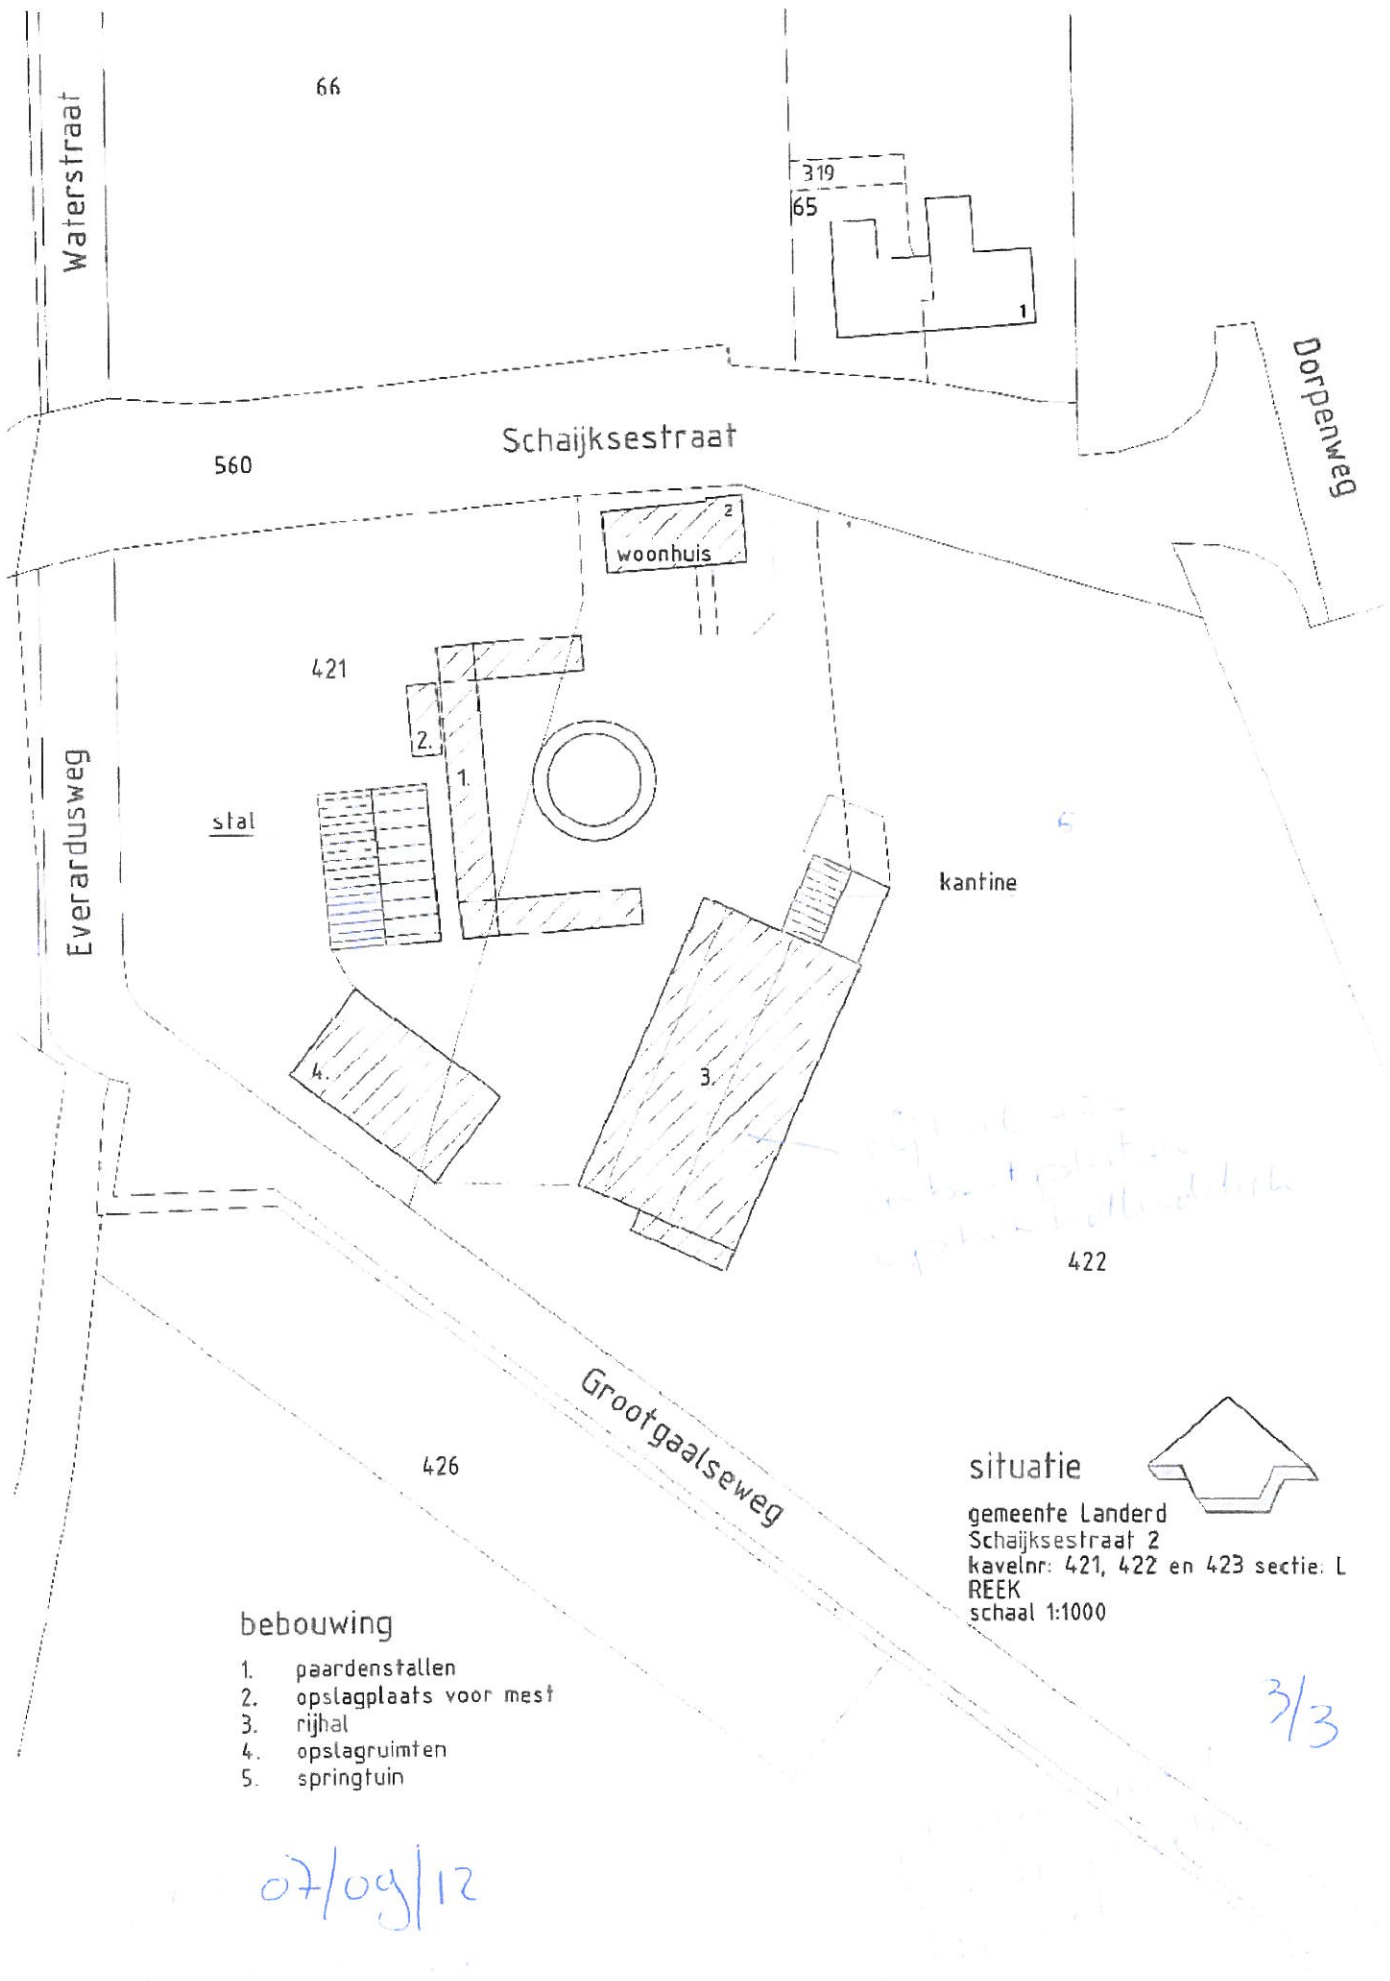 66
Waterstraat
319
65
1
Dorpenweg
Schaijksestraat
560
2
woonhuis
421
2.
1.
stal
Everardusweg
5
kantine
4.
3.
422
Grootgaalseweg
426
situatie
gemeente Landerd
Schaijksestraat 2
kavelnr: 421, 422 en 423 sectie: L
REEK
schaal 1:1000
bebouwing
1. paardenstallen
2. opslagplaats voor mest
3. rijhal
4. opslagruimten
5. springtuin
3/3
07/09/12